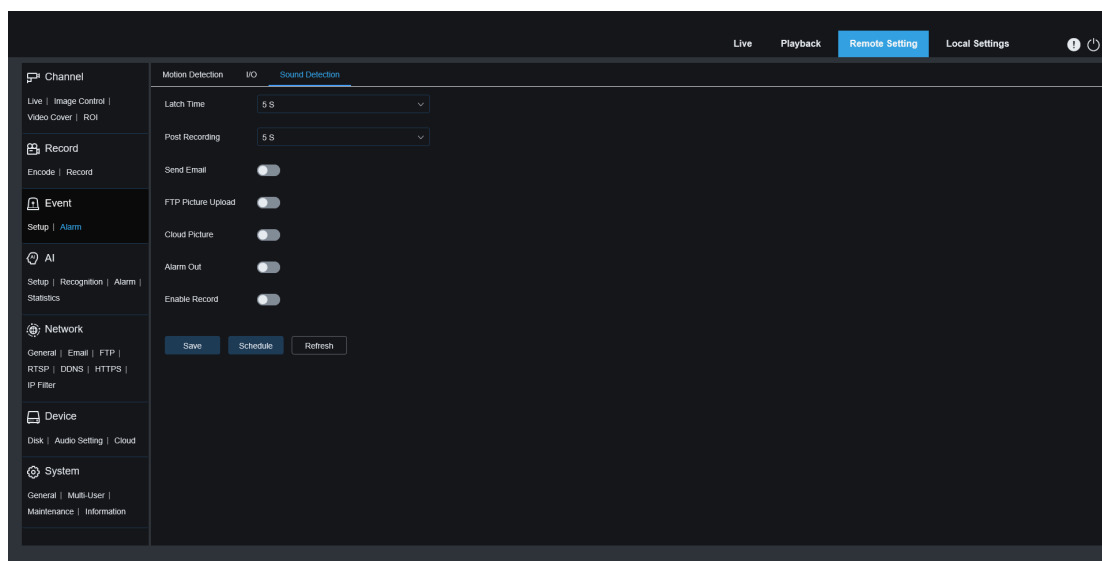 Live Playback Remote Setting Local Settings
Channel
Live | Image Control |
Video Cover | ROI
Record
Encode | Record
Event
Setup | Alarm
AI
Setup | Recognition | Alarm |
Statistics
Network
General | Email | FTP |
RTSP | DDNS | HTTPS |
IP Filter
Device
Disk | Audio Setting | Cloud
System
General | Multi-User |
Maintenance | Information
Motion Detection I/O Sound Detection
Latch Time 5 S
Post Recording 5 S
Send Email
FTP Picture Upload
Cloud Picture
Alarm Out
Enable Record
Save Schedule Refresh